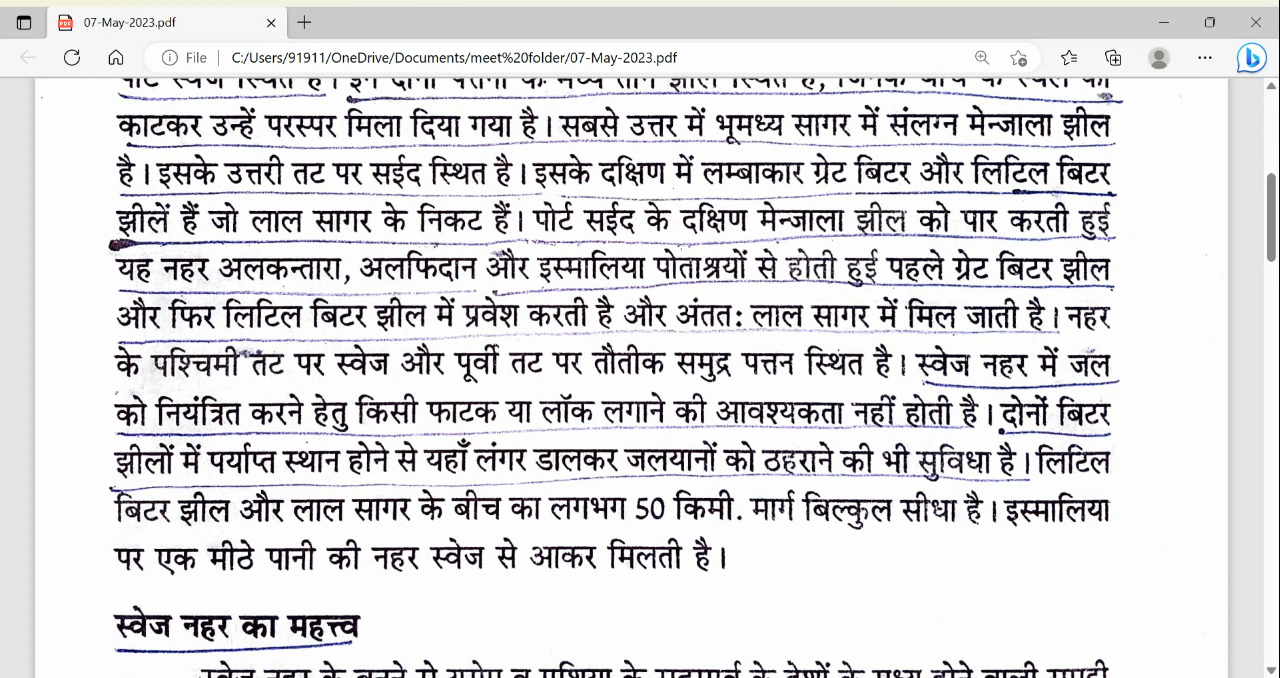 07-May-2023.pdf
File C:/Users/91911/OneDrive/Documents/meet%20folder/07-May-2023.pdf
काटकर उन्हें परस्पर मिला दिया गया है। सबसे उत्तर में भूमध्य सागर में संलग्न मेन्जाला झील
है। इसके उत्तरी तट पर सईद स्थित है। इसके दक्षिण में लम्बाकार ग्रेट बिटर और लिटिल बिटर
झीलें हैं जो लाल सागर के निकट हैं। पोर्ट सईद के दक्षिण मेन्जाला झील को पार करती हुई
यह नहर अलकन्तारा, अलफिदान और इस्मालिया पोताश्रयों से होती हुई पहले ग्रेट बिटर झील
और फिर लिटिल बिटर झील में प्रवेश करती है और अंतत: लाल सागर में मिल जाती है। नहर
के पश्चिमी तट पर स्वेज और पूर्वी तट पर तौतीक समुद्र पत्तन स्थित है। स्वेज नहर में जल
को नियंत्रित करने हेतु किसी फाटक या लॉक लगाने की आवश्यकता नहीं होती है। दोनों बिटर
झीलों में पर्याप्त स्थान होने से यहाँ लंगर डालकर जलयानों को ठहराने की भी सुविधा है। लिटिल
बिटर झील और लाल सागर के बीच का लगभग 50 किमी. मार्ग बिल्कुल सीधा है। इस्मालिया
पर एक मीठे पानी की नहर स्वेज से आकर मिलती है।
स्वेज नहर का महत्त्व